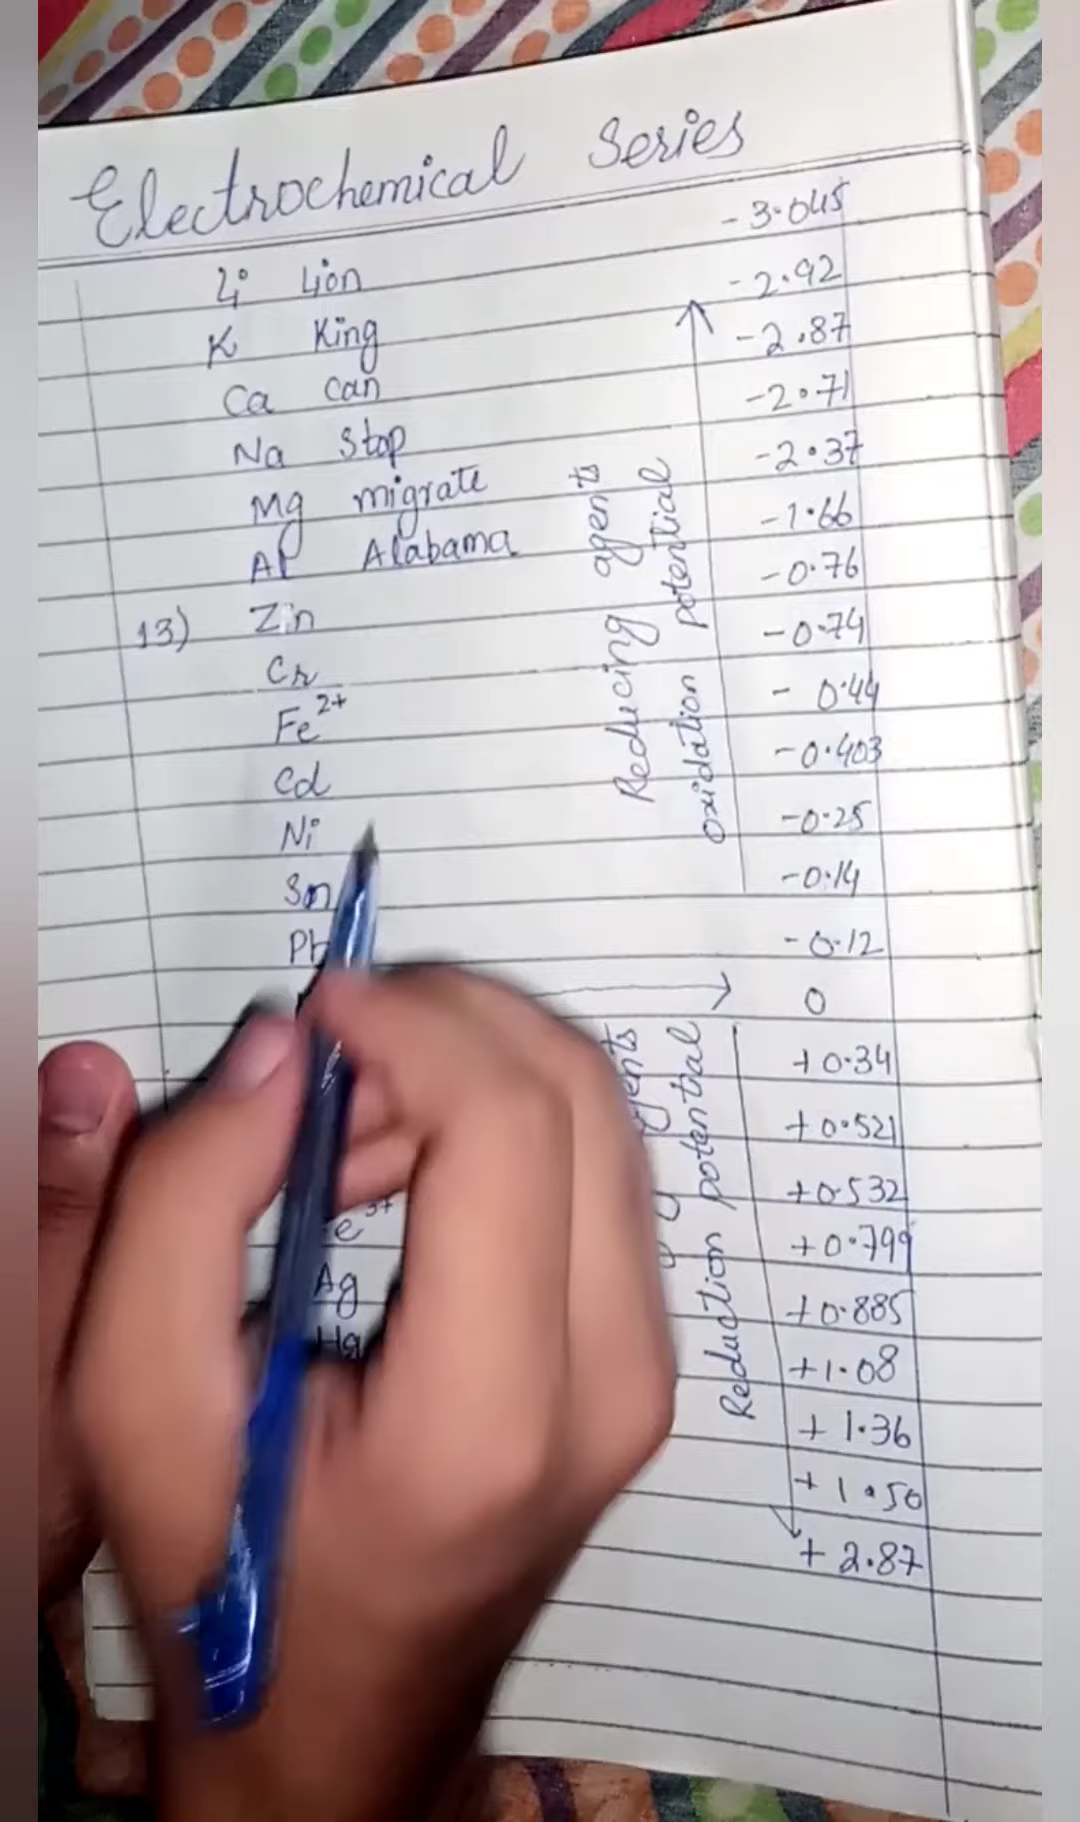 Electrochemical Series
Li Lion -3.045
K King -2.92
Ca can -2.87
Na Stop -2.71
Mg migrate -2.37
Al Alabama -1.66
13) Zin -0.76
Cr -0.74
Fe2+ - 0.44
Cd -0.403
Ni -0.25
Sn -0.14
Pb -0.12
0
+0.34
+0.521
e3+ +0.532
Ag +0.799
Hg +0.885
+1.08
+ 1.36
+ 1.50
+ 2.87
Reducing agents
oxidation potential
Reduction potential